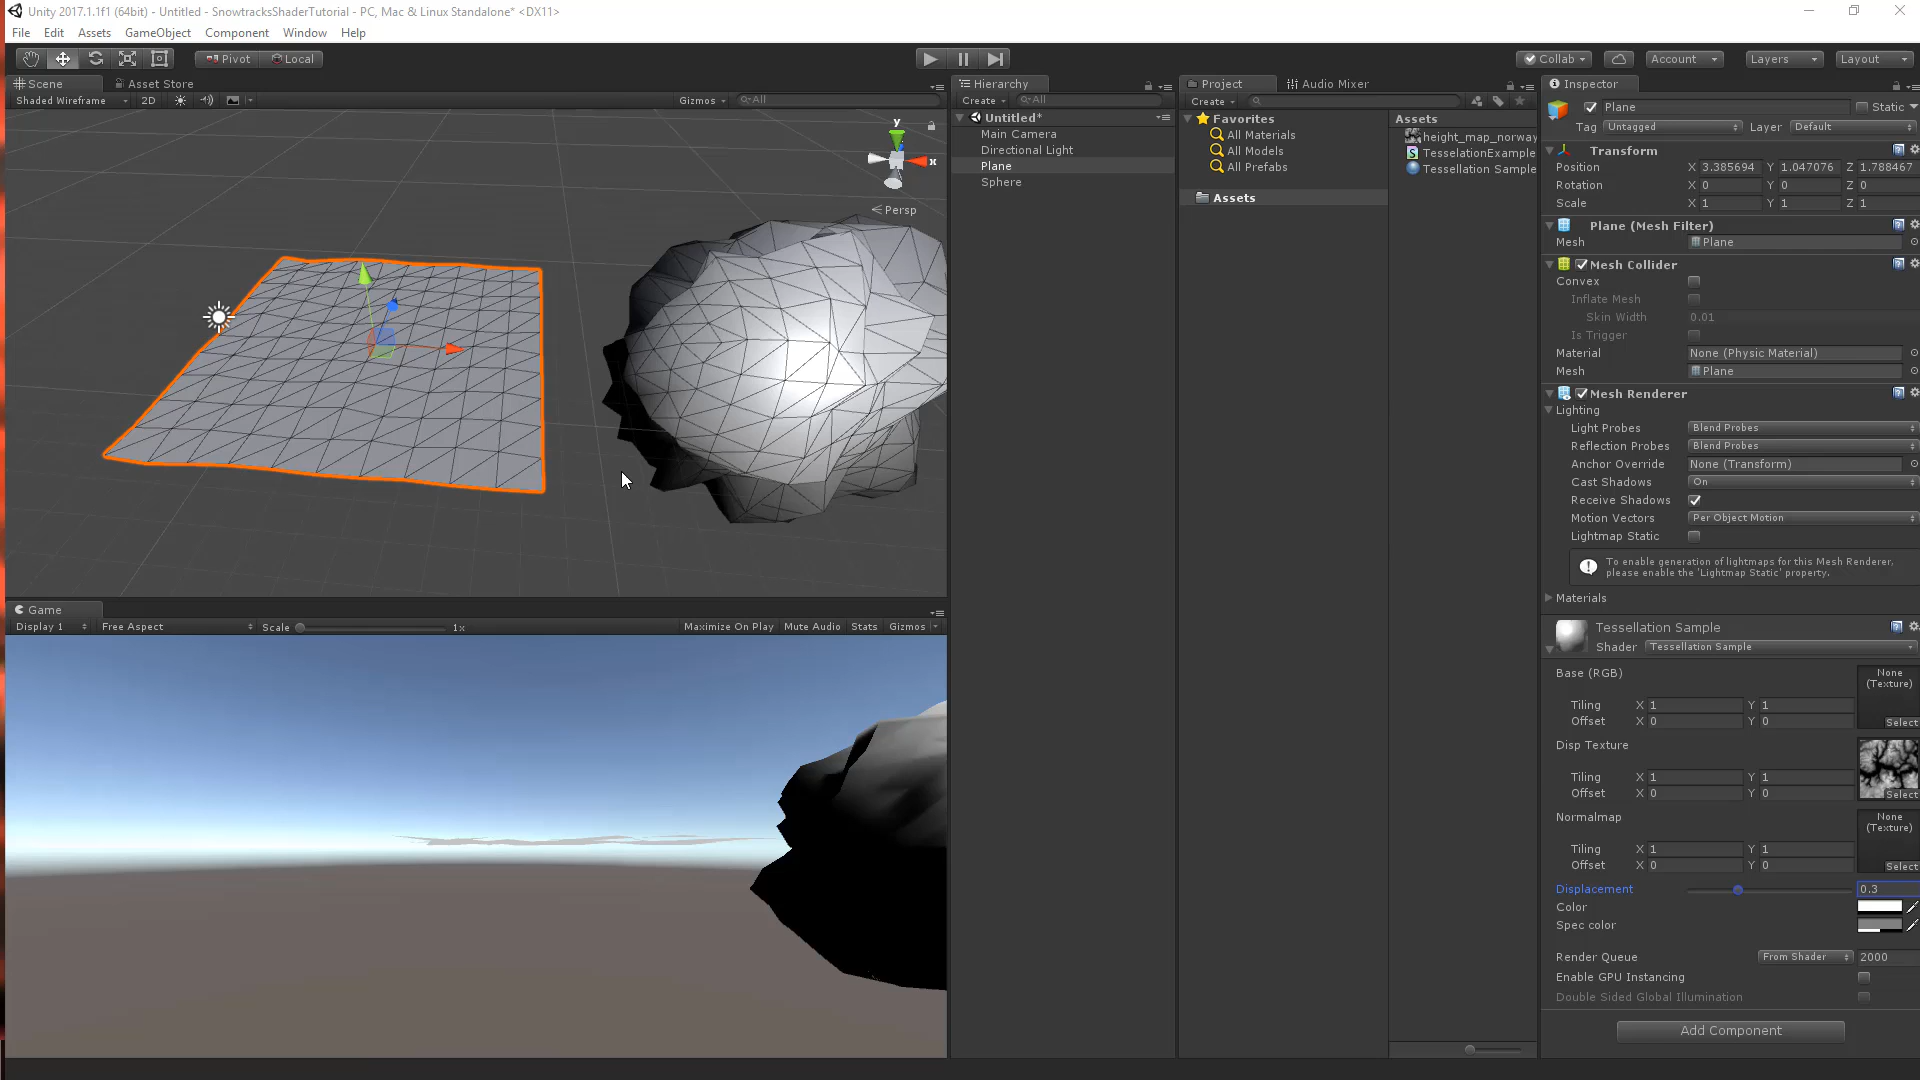 Unity 2017.1.1f1 (64bit) - Untitled - SnowtracksShaderTutorial - PC, Mac & Linux Standalone* <DX11>
File Edit Assets GameObject Component Window Help
Pivot Local Collab Account Layers Layout
Scene Asset Store
Shaded Wireframe 2D Gizmos All
y
x
Persp
Game
Display 1 Free Aspect Scale 1x Maximize On Play Mute Audio Stats Gizmos
Hierarchy
Create All
Untitled*
Main Camera
Directional Light
Plane
Sphere
Project Audio Mixer
Create
Favorites
All Materials
All Models
All Prefabs
Assets
Assets
height_map_norway
TesselationExample
Tessellation Sample
Inspector
Plane Static
Tag Untagged Layer Default
Transform
Position X 3.385694 Y 1.047076 Z 1.788467
Rotation X 0 Y 0 Z 0
Scale X 1 Y 1 Z 1
Plane (Mesh Filter)
Mesh Plane
Mesh Collider
Convex
Inflate Mesh
Skin Width 0.01
Is Trigger
Material None (Physic Material)
Mesh Plane
Mesh Renderer
Lighting
Light Probes Blend Probes
Reflection Probes Blend Probes
Anchor Override None (Transform)
Cast Shadows On
Receive Shadows
Motion Vectors Per Object Motion
Lightmap Static
To enable generation of lightmaps for this Mesh Renderer,
please enable the 'Lightmap Static' property.
Materials
Tessellation Sample
Shader Tessellation Sample
Base (RGB) None
(Texture)
Tiling X 1 Y 1
Offset X 0 Y 0 Select
Disp Texture
Tiling X 1 Y 1
Offset X 0 Y 0 Select
Normalmap None
(Texture)
Tiling X 1 Y 1
Offset X 0 Y 0 Select
Displacement 0.3
Color
Spec color
Render Queue From Shader 2000
Enable GPU Instancing
Double Sided Global Illumination
Add Component